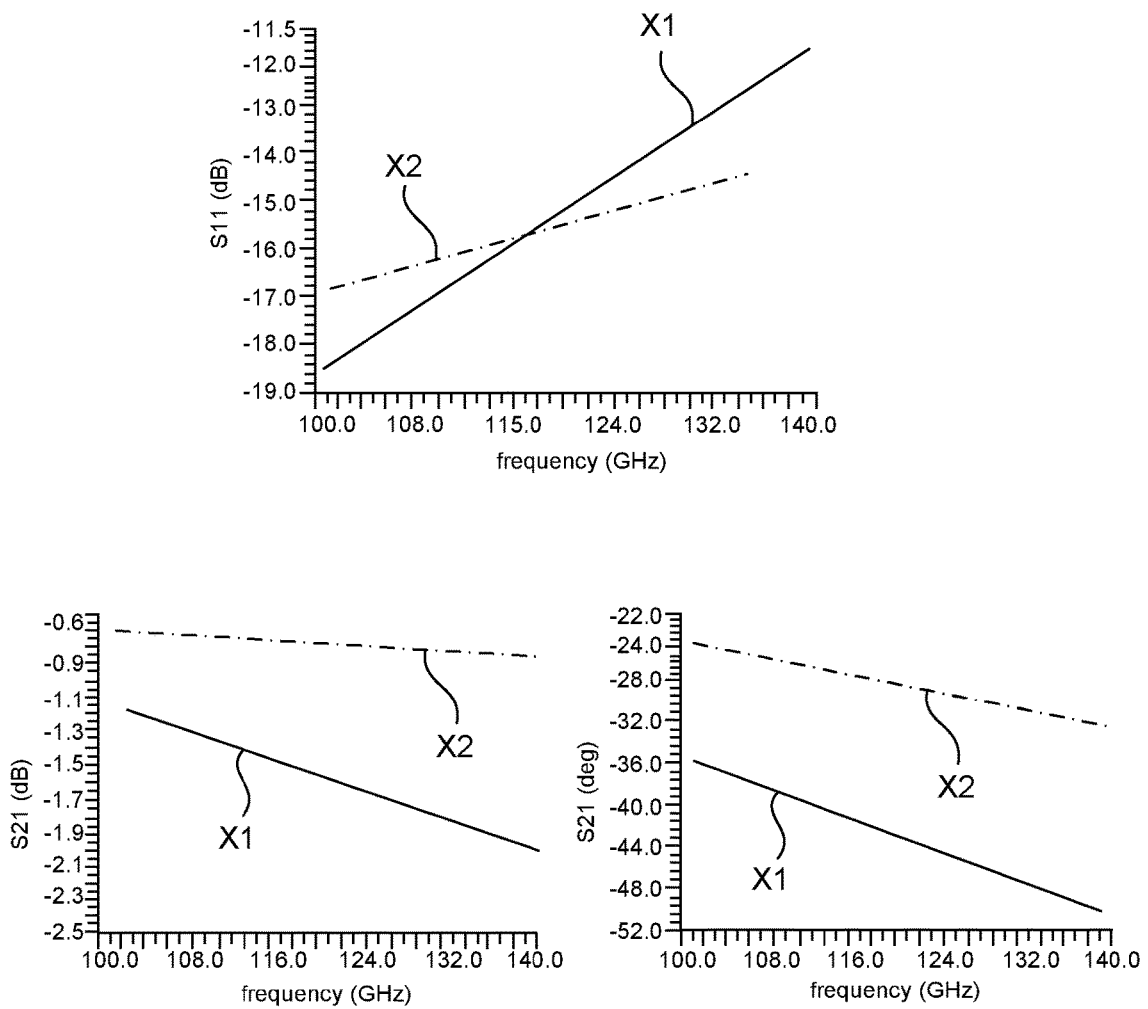 X1
X2
S11 (dB)
-11.5
-12.0
-13.0
-14.0
-15.0
-16.0
-17.0
-18.0
-19.0
100.0 108.0 115.0 124.0 132.0 140.0
frequency (GHz)
S21 (dB)
-0.6
-0.9
-1.1
-1.3
-1.5
-1.7
-1.9
-2.1
-2.3
-2.5
X2
X1
100.0 108.0 116.0 124.0 132.0 140.0
frequency (GHz)
S21 (deg)
-22.0
-24.0
-28.0
-32.0
-36.0
-40.0
-44.0
-48.0
-52.0
X2
X1
100.0 108.0 116.0 124.0 132.0 140.0
frequency (GHz)